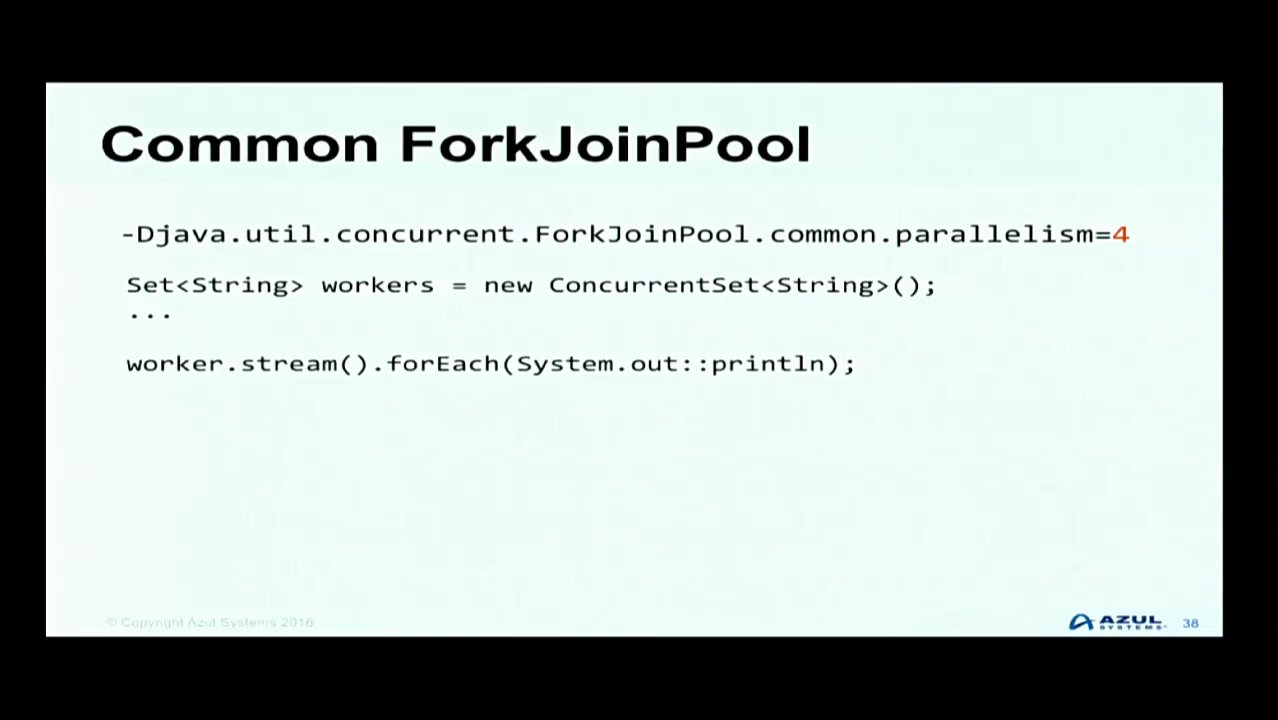 Common ForkJoinPool
-Djava.util.concurrent.ForkJoinPool.common.parallelism=4
Set<String> workers = new ConcurrentSet<String>();
...
worker.stream().forEach(System.out::println);
© Copyright Azul Systems 2016
AZUL
SYSTEMS
38